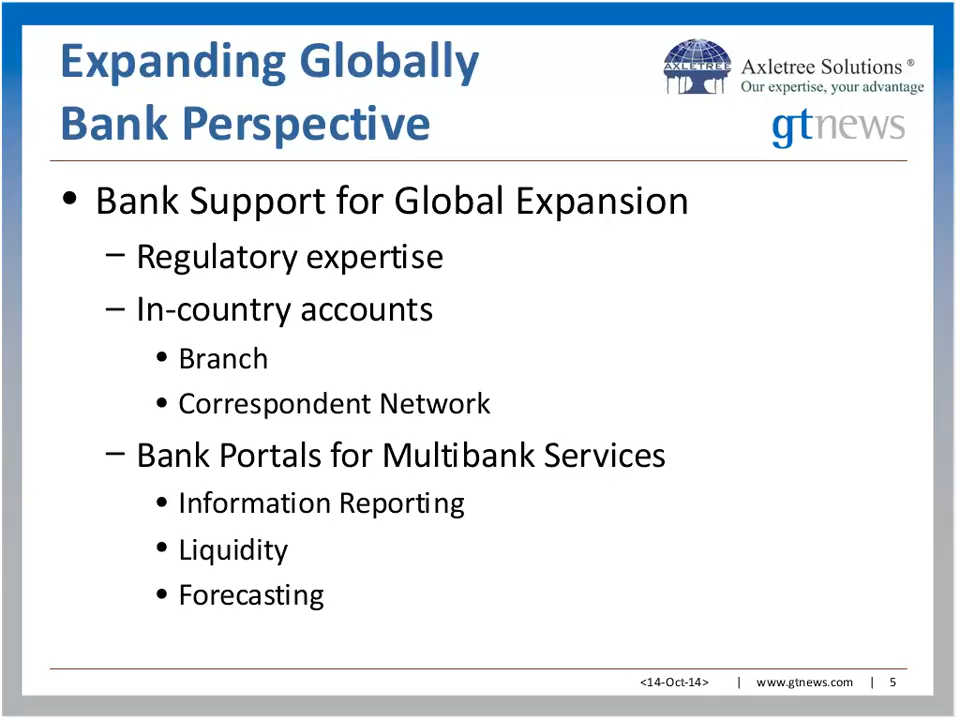 Expanding Globally
Bank Perspective
AXLETREE
Axletree Solutions ®
Our expertise, your advantage
gtnews
• Bank Support for Global Expansion
– Regulatory expertise
– In-country accounts
• Branch
• Correspondent Network
– Bank Portals for Multibank Services
• Information Reporting
• Liquidity
• Forecasting
<14-Oct-14> | www.gtnews.com | 5